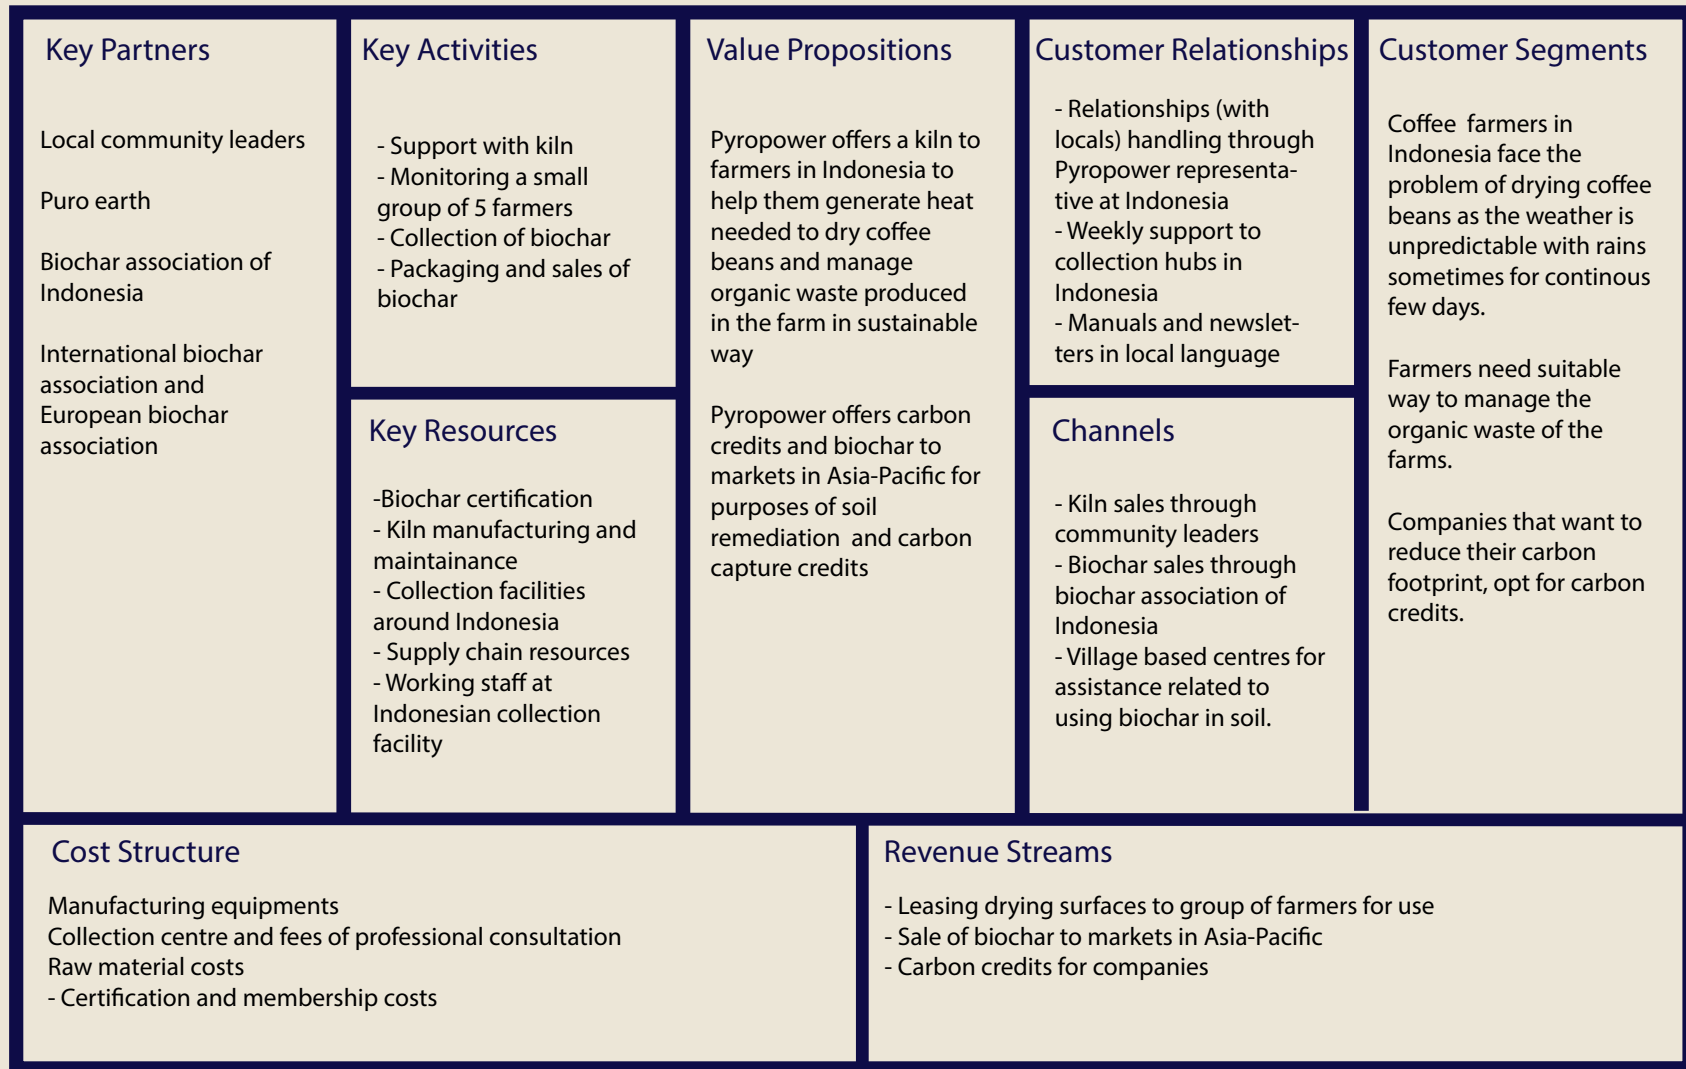 Key Partners
Local community leaders
Puro earth
Biochar association of
Indonesia
International biochar
association and
European biochar
association
Key Activities
- Support with kiln
- Monitoring a small
group of 5 farmers
- Collection of biochar
- Packaging and sales of
biochar
Key Resources
-Biochar certification
- Kiln manufacturing and
maintainance
- Collection facilities
around Indonesia
- Supply chain resources
- Working staff at
Indonesian collection
facility
Value Propositions
Pyropower offers a kiln to
farmers in Indonesia to
help them generate heat
needed to dry coffee
beans and manage
organic waste produced
in the farm in sustainable
way
Pyropower offers carbon
credits and biochar to
markets in Asia-Pacific for
purposes of soil
remediation  and carbon
capture credits
Customer Relationships
- Relationships (with
locals) handling through
Pyropower representa-
tive at Indonesia
- Weekly support to
collection hubs in
Indonesia
- Manuals and newslet-
ters in local language
Channels
- Kiln sales through
community leaders
- Biochar sales through
biochar association of
Indonesia
- Village based centres for
assistance related to
using biochar in soil.
Customer Segments
Coffee  farmers in
Indonesia face the
problem of drying coffee
beans as the weather is
unpredictable with rains
sometimes for continous
few days.
Farmers need suitable
way to manage the
organic waste of the
farms.
Companies that want to
reduce their carbon
footprint, opt for carbon
credits.
Cost Structure
Manufacturing equipments
Collection centre and fees of professional consultation
Raw material costs
- Certification and membership costs
Revenue Streams
- Leasing drying surfaces to group of farmers for use
- Sale of biochar to markets in Asia-Pacific
- Carbon credits for companies